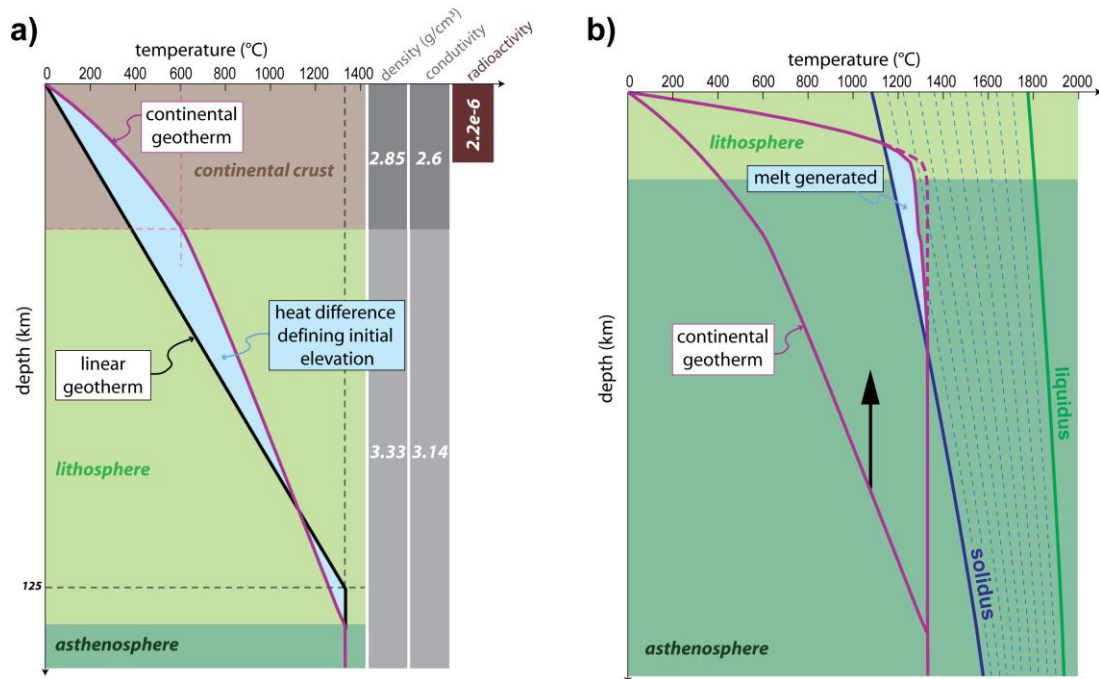 a)
temperature (°C)
0 200 400 600 800 1000 1200 1400
density (g/cm³)
condutivity
radioactivity
continental
geotherm
continental crust
2.85
2.6
2.2e-6
heat difference
defining initial
elevation
linear
geotherm
depth (km)
lithosphere
3.33
3.14
125
asthenosphere
b)
temperature (°C)
0 200 400 600 800 1000 1200 1400 1600 1800 2000
lithosphere
melt generated
continental
geotherm
depth (km)
liquidus
solidus
asthenosphere